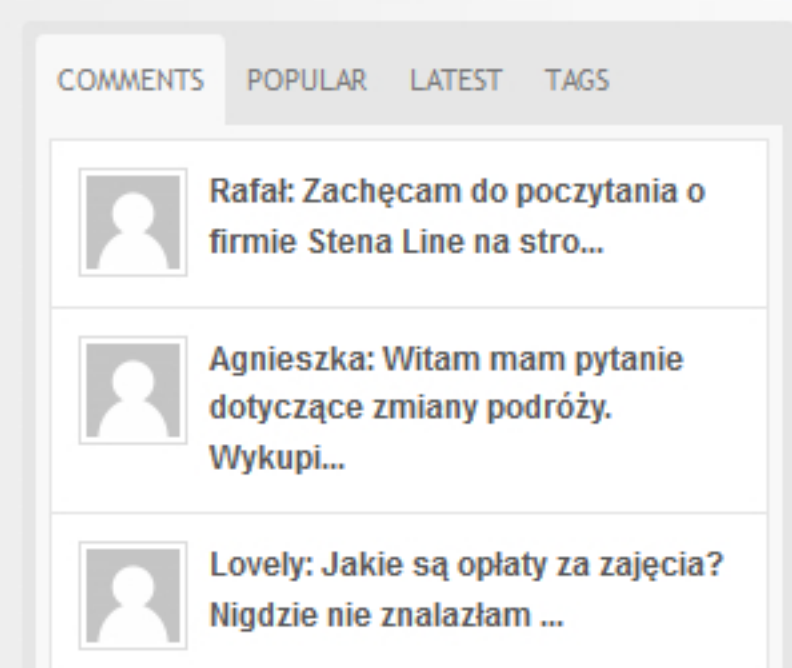 COMMENTS POPULAR LATEST TAGS
Rafał: Zachęcam do poczytania o
firmie Stena Line na stro...
Agnieszka: Witam mam pytanie
dotyczące zmiany podróży.
Wykupi...
Lovely: Jakie są opłaty za zajęcia?
Nigdzie nie znalazłam ...